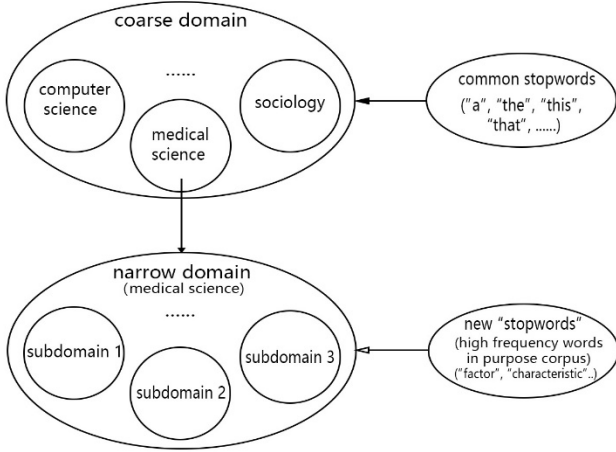 coarse domain
computer
science
......
sociology
medical
science
common stopwords
("a", "the", "this",
"that", ......)
narrow domain
(medical science)
......
subdomain 1
subdomain 2
subdomain 3
new "stopwords"
(high frequency words
in purpose corpus)
("factor", "characteristic"..)